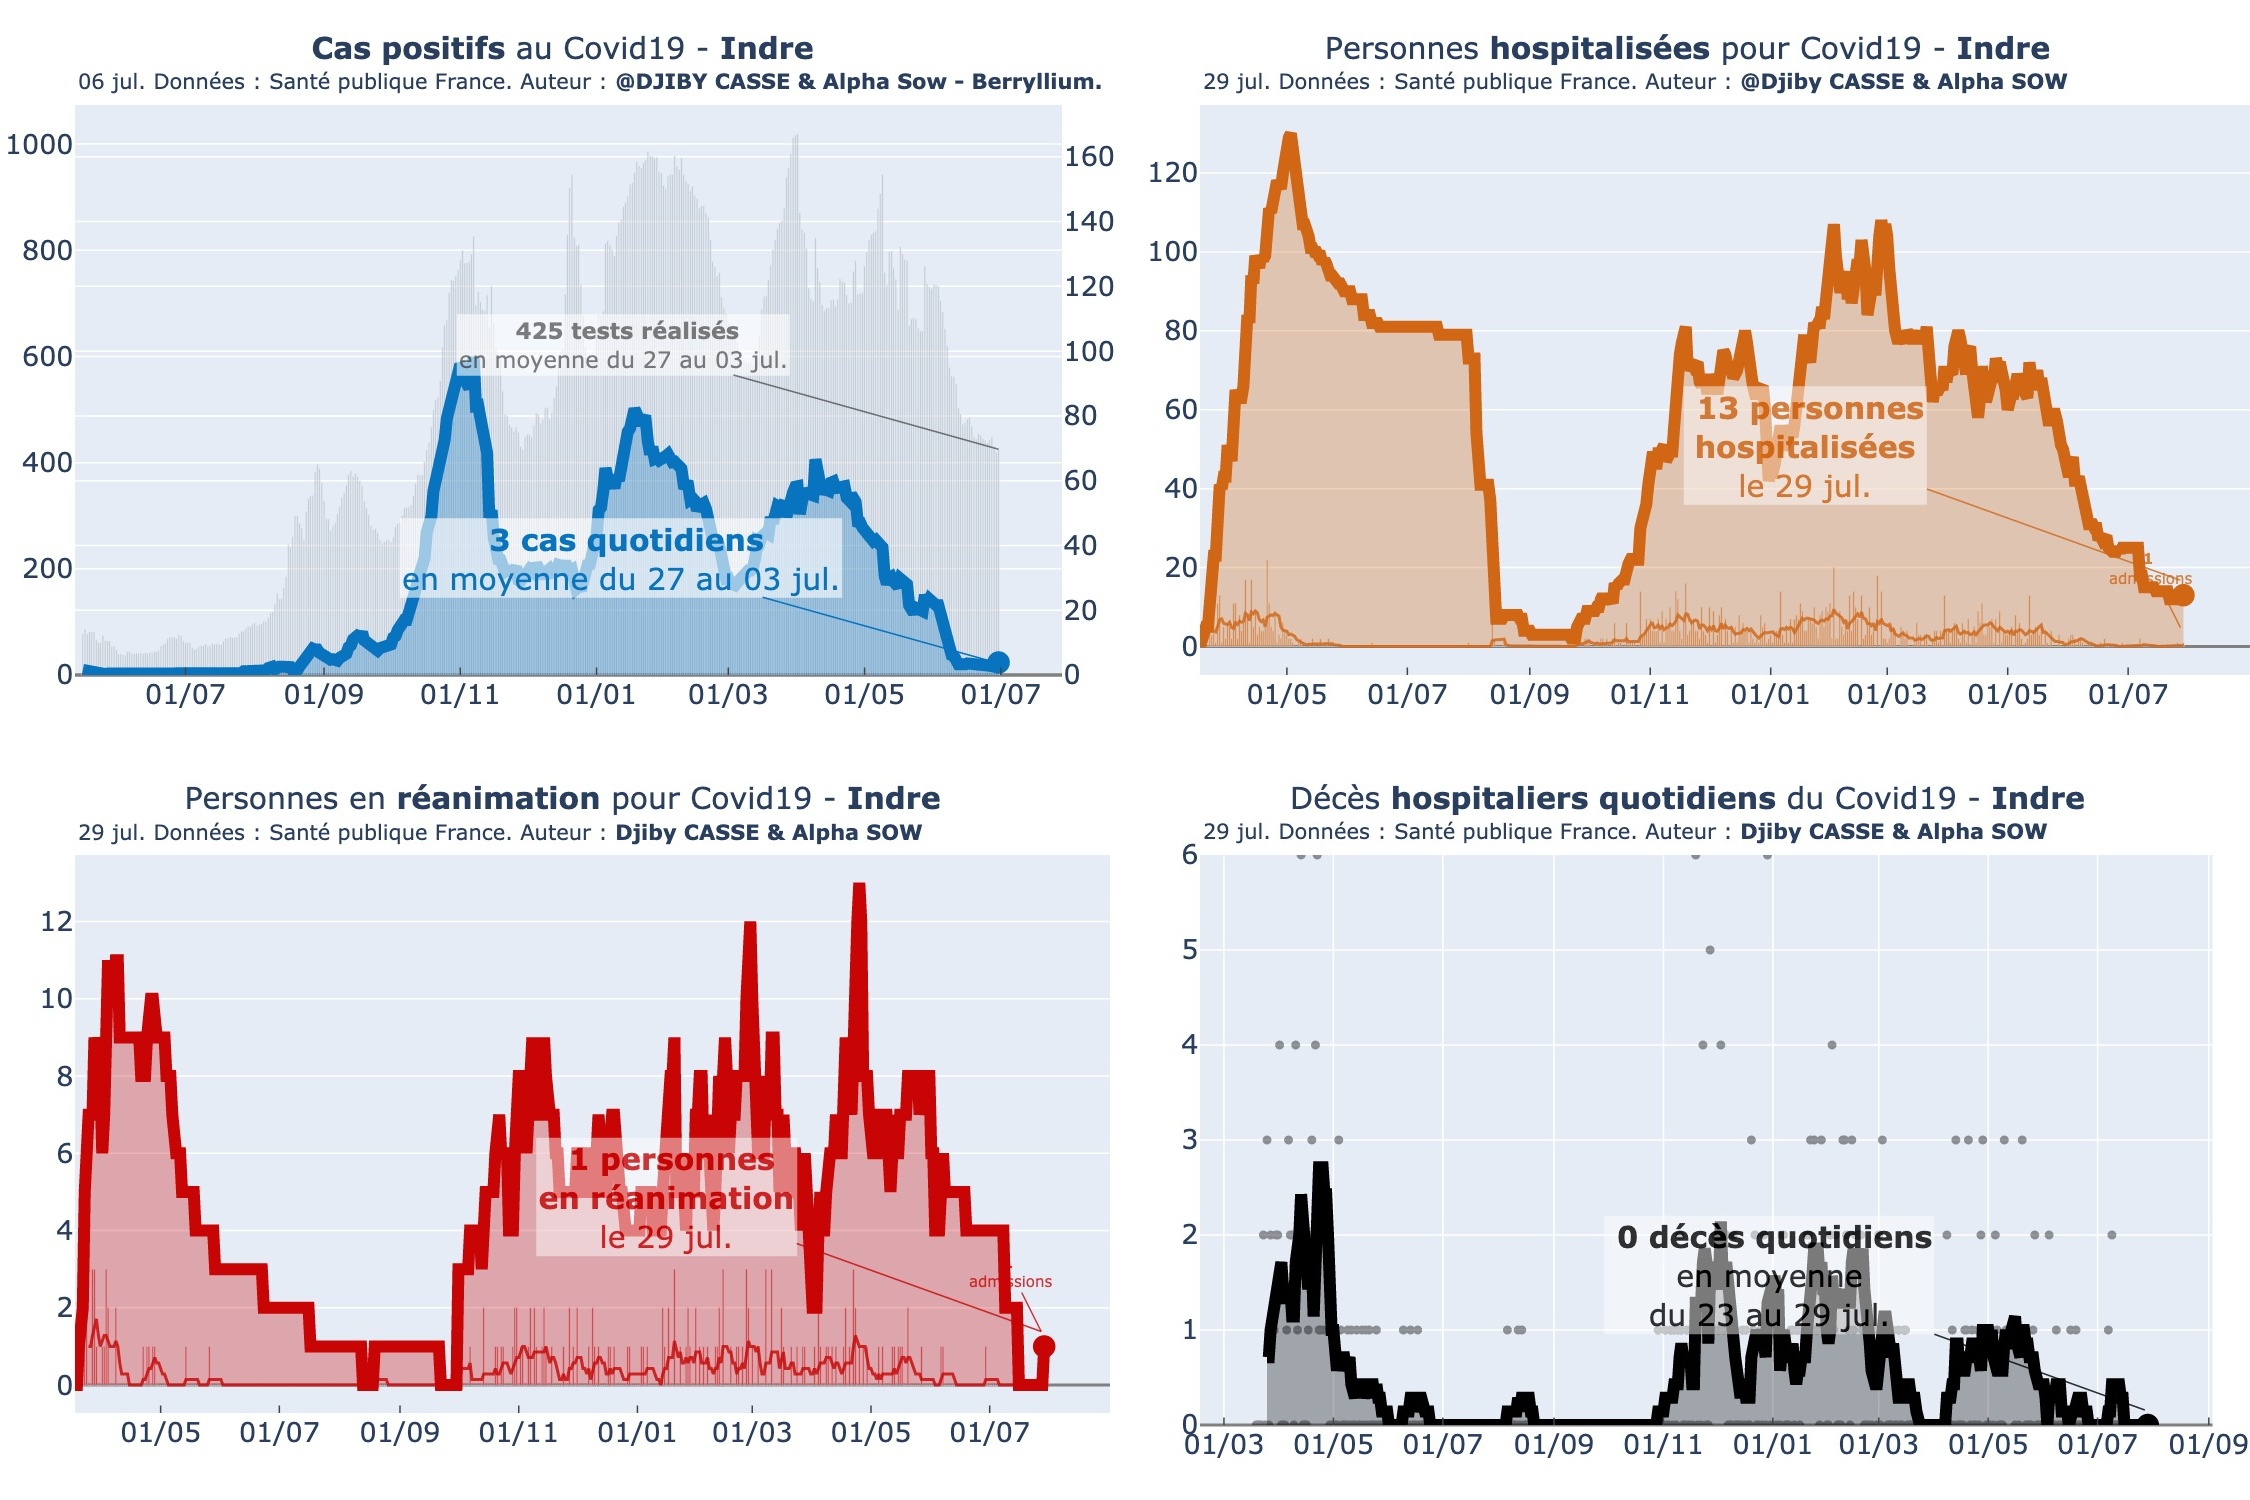 Cas positifs au Covid19 - Indre
06 jul. Données : Santé publique France. Auteur : @DJIBY CASSE & Alpha Sow - Berryllium.
1000
800
600
400
200
0
160
140
120
100
80
60
40
20
0
425 tests réalisés
en moyenne du 27 au 03 jul.
3 cas quotidiens
en moyenne du 27 au 03 jul.
01/07 01/09 01/11 01/01 01/03 01/05 01/07
Personnes hospitalisées pour Covid19 - Indre
29 jul. Données : Santé publique France. Auteur : @Djiby CASSE & Alpha SOW
120
100
80
60
40
20
0
13 personnes
hospitalisées
le 29 jul.
1
admissions
01/05 01/07 01/09 01/11 01/01 01/03 01/05 01/07
Personnes en réanimation pour Covid19 - Indre
29 jul. Données : Santé publique France. Auteur : Djiby CASSE & Alpha SOW
12
10
8
6
4
2
0
1 personnes
en réanimation
le 29 jul.
admissions
01/05 01/07 01/09 01/11 01/01 01/03 01/05 01/07
Décès hospitaliers quotidiens du Covid19 - Indre
29 jul. Données : Santé publique France. Auteur : Djiby CASSE & Alpha SOW
6
5
4
3
2
1
0
0 décès quotidiens
en moyenne
du 23 au 29 jul.
01/03 01/05 01/07 01/09 01/11 01/01 01/03 01/05 01/07 01/09